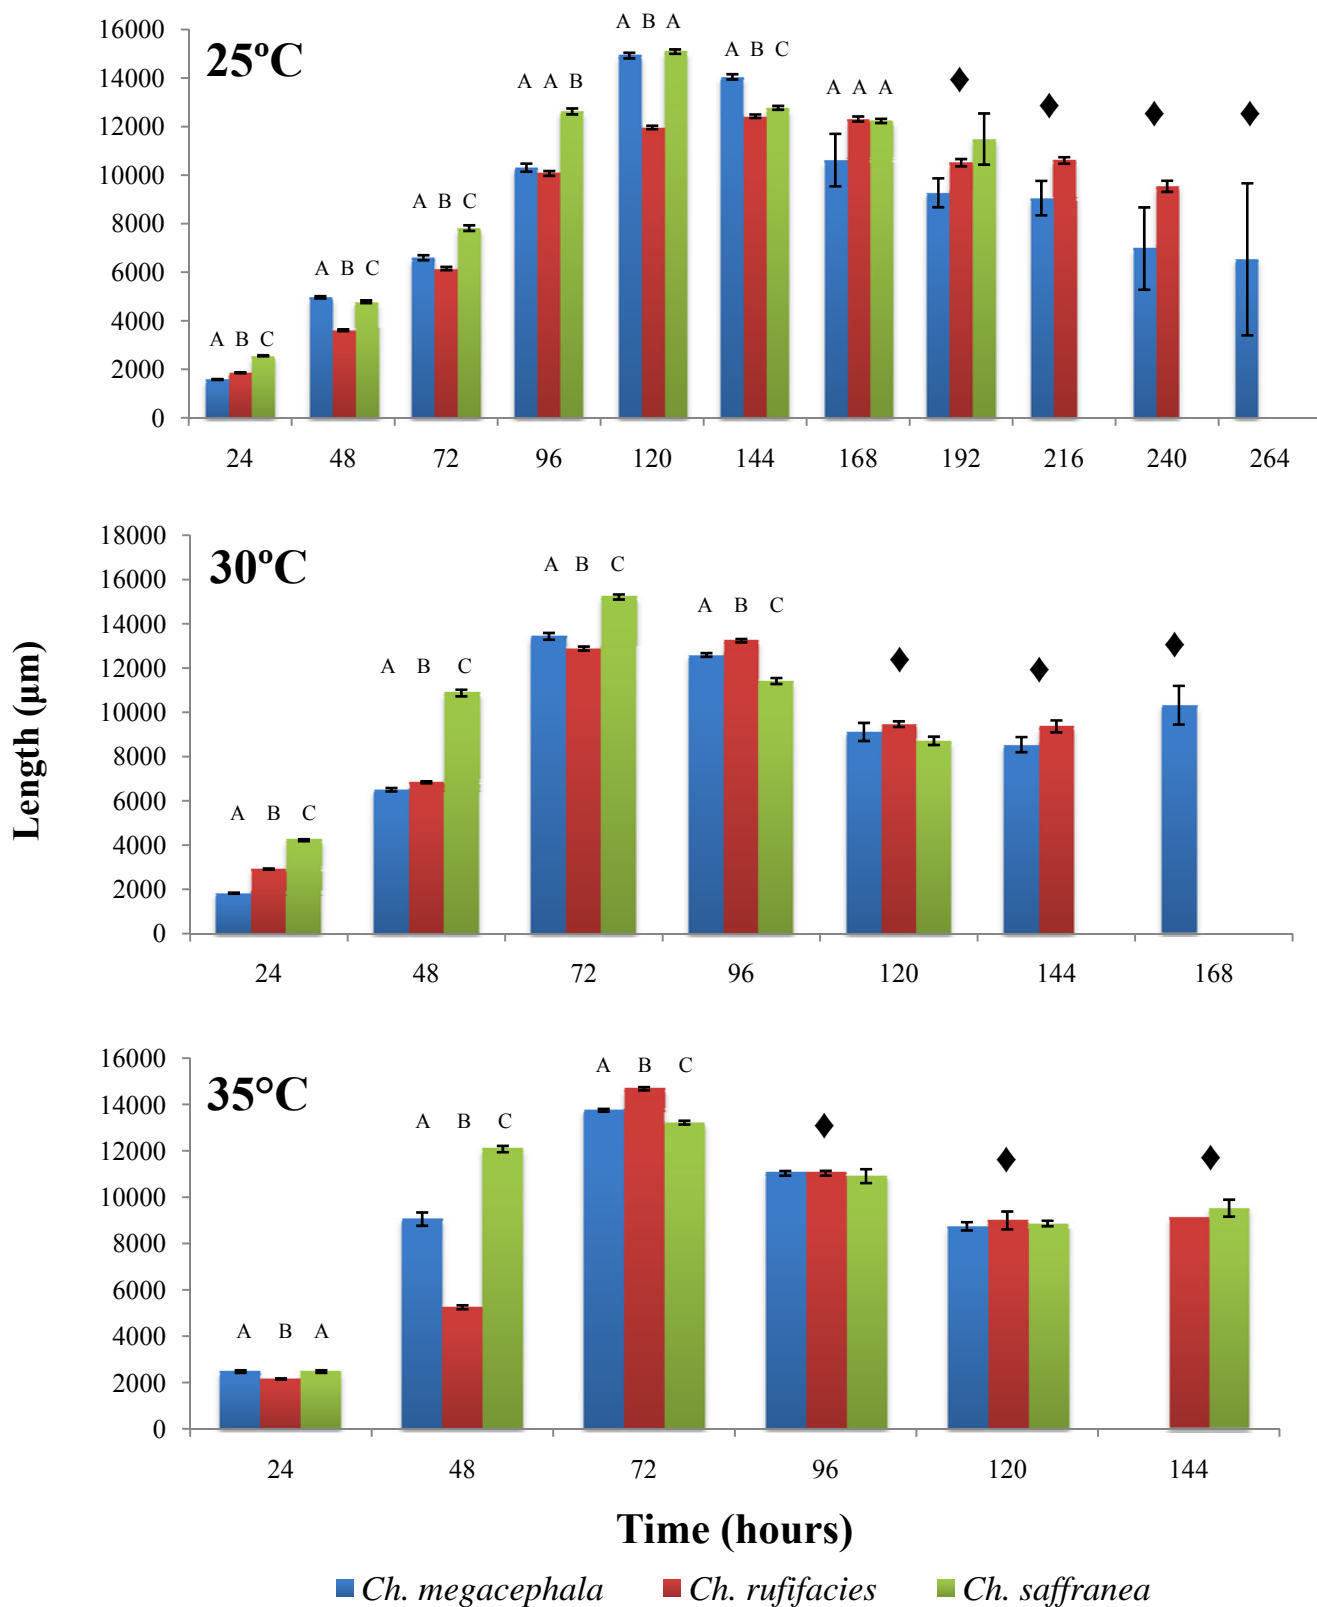 16000
14000
12000
10000
8000
6000
4000
2000
0
25ºC
A B C
A B C
A B C
A A B
A B A
A B C
A A A
24 48 72 96 120 144 168 192 216 240 264
18000
16000
14000
12000
10000
8000
6000
4000
2000
0
30ºC
A B C
A B C
A B C
A B C
24 48 72 96 120 144 168
Length (µm)
16000
14000
12000
10000
8000
6000
4000
2000
0
35°C
A B A
A B C
A B C
24 48 72 96 120 144
Time (hours)
Ch. megacephala Ch. rufifacies Ch. saffranea